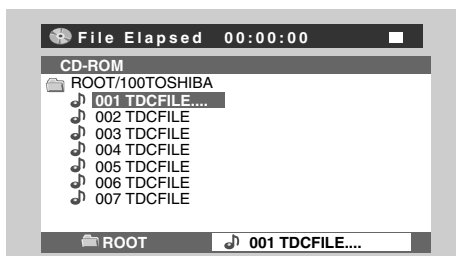 File Elapsed 00:00:00
CD-ROM
ROOT/100TOSHIBA
001 TDCFILE....
002 TDCFILE
003 TDCFILE
004 TDCFILE
005 TDCFILE
006 TDCFILE
007 TDCFILE
ROOT 001 TDCFILE....